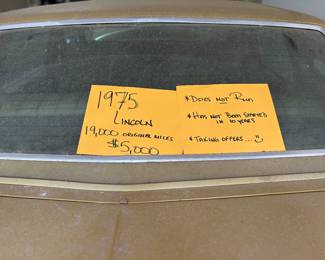 1975
LINCOLN
19,000 ORIGINAL MILES
$5,000
* DOES NOT RUN
* HAS NOT BEEN STARTED
IN 10 YEARS
* TAKING OFFERS... :)